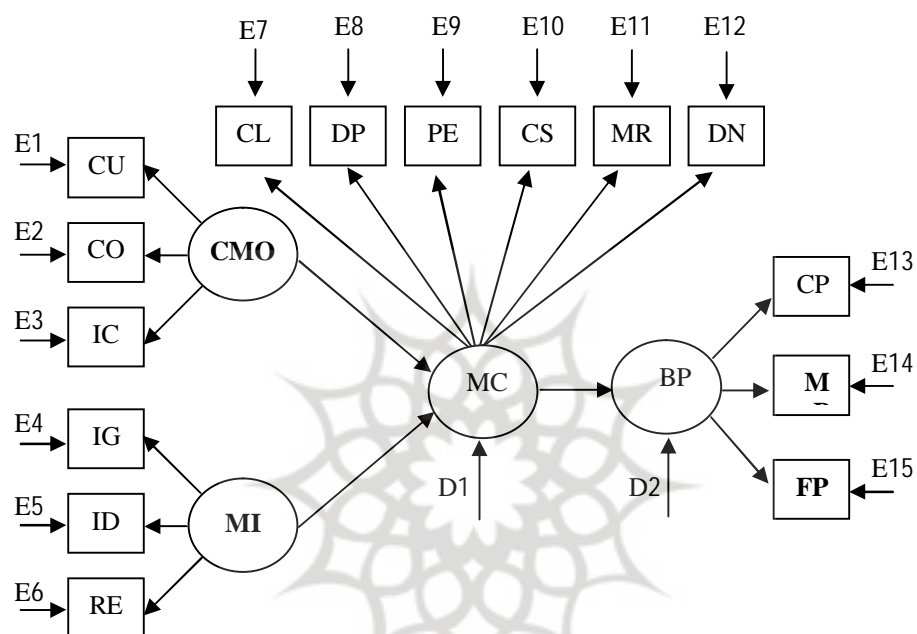 E7 E8 E9 E10 E11 E12
CL DP PE CS MR DN
E1 CU
E2 CO
E3 IC
CMO
E4 IG
E5 ID
E6 RE
MI
MC
D1
BP
D2
CP E13
M E14
FP E15